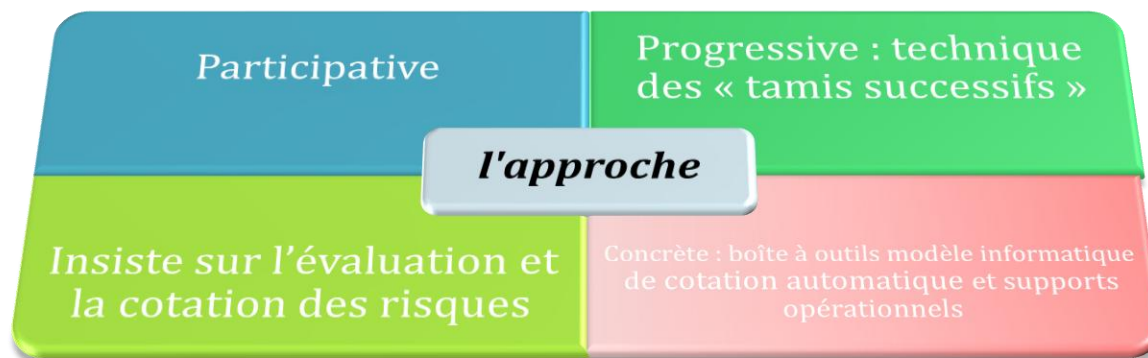 Participative
Progressive : technique
des « tamis successifs »
l'approche
Insiste sur l’évaluation et
la cotation des risques
Concrète : boîte à outils modèle informatique
de cotation automatique et supports
opérationnels